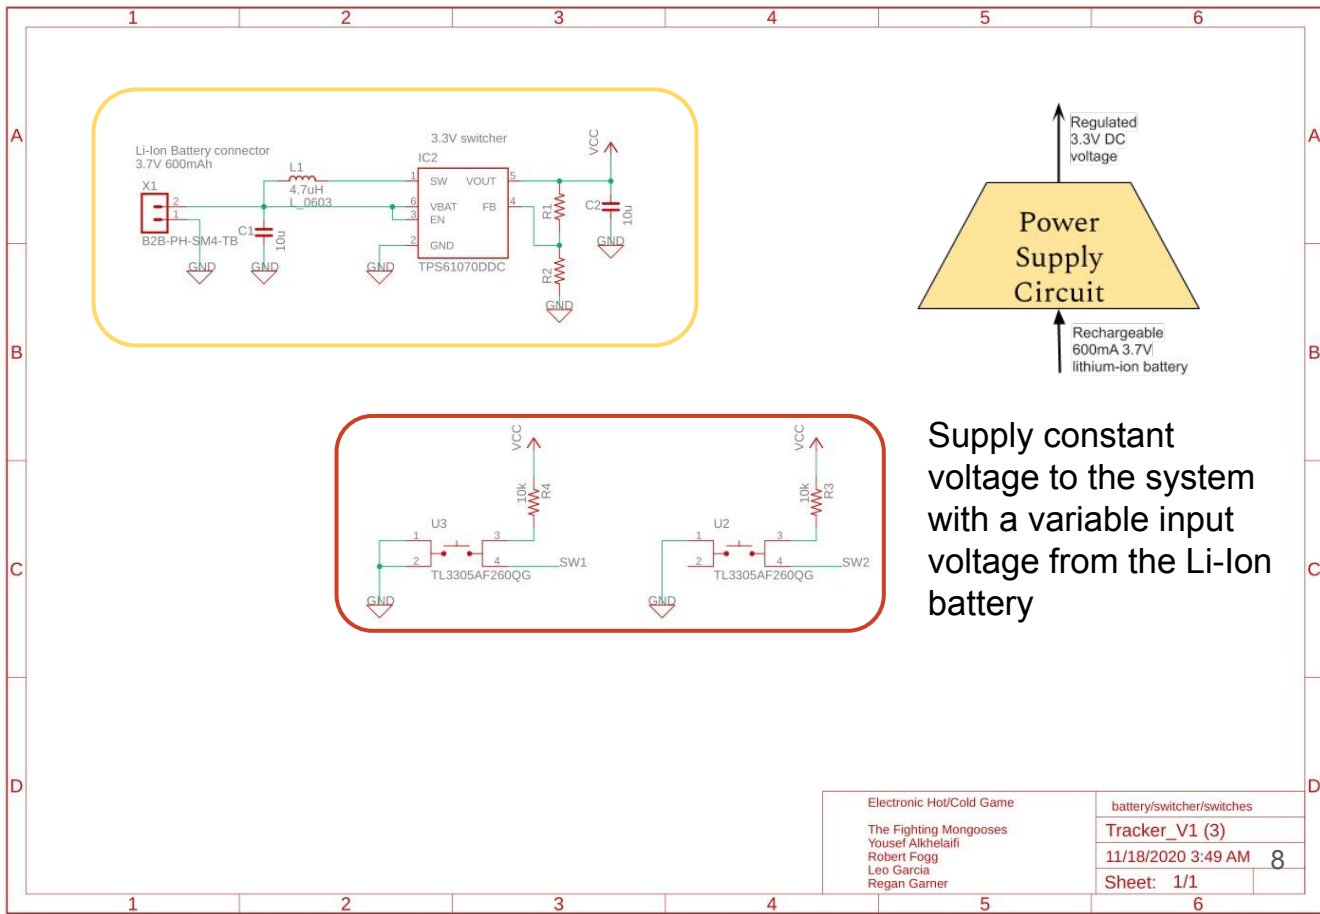 1 2 3 4 5 6
A
A
Li-Ion Battery connector
3.7V 600mAh
X1
2
1
B2B-PH-SM4-TB
GND
C1
10u
GND
L1
4.7uH
L_0603
3.3V switcher
IC2
1 SW VOUT 5
6 VBAT FB 4
3 EN
2 GND
TPS61070DDC
GND
R1
R2
GND
VCC
C2
10u
GND
Regulated
3.3V DC
voltage
Power
Supply
Circuit
Rechargeable
600mA 3.7V
lithium-ion battery
B
B
VCC
10k
R4
U3
1 3
2 4
SW1
TL3305AF260QG
GND
VCC
10k
R3
U2
1 3
2 4
SW2
TL3305AF260QG
GND
Supply constant
voltage to the system
with a variable input
voltage from the Li-Ion
battery
C
C
D
D
Electronic Hot/Cold Game
The Fighting Mongooses
Yousef Alkhelaifi
Robert Fogg
Leo Garcia
Regan Garner
battery/switcher/switches
Tracker_V1 (3)
11/18/2020 3:49 AM
8
Sheet: 1/1
1 2 3 4 5 6